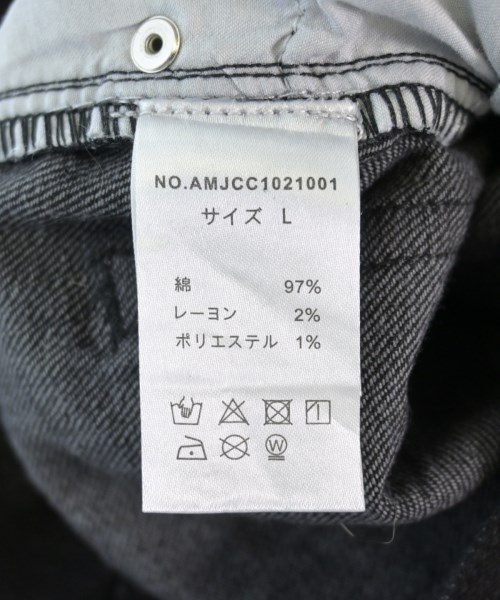 NO.AMJCC1021001
サイズ L
綿 97%
レーヨン 2%
ポリエステル 1%
W